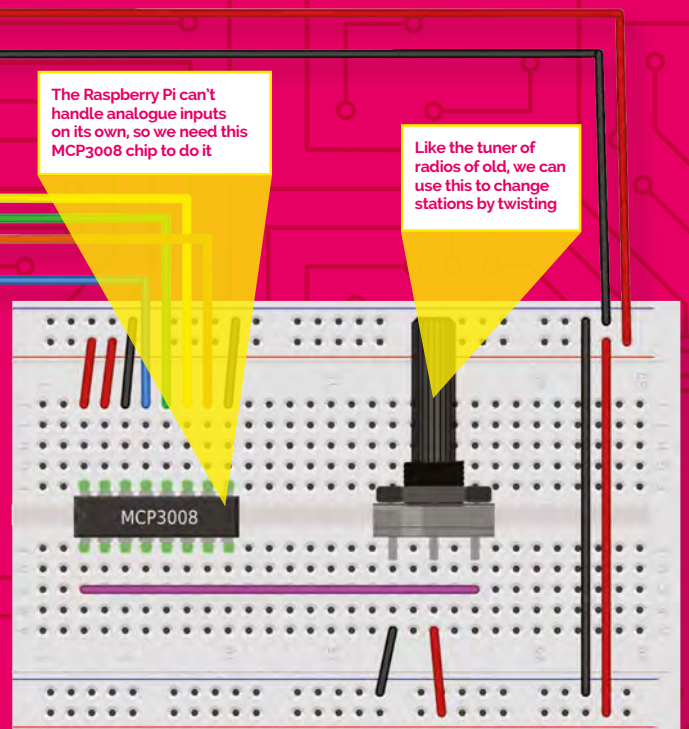 The Raspberry Pi can't
handle analogue inputs
on its own, so we need this
MCP3008 chip to do it
Like the tuner of
radios of old, we can
use this to change
stations by twisting
MCP3008